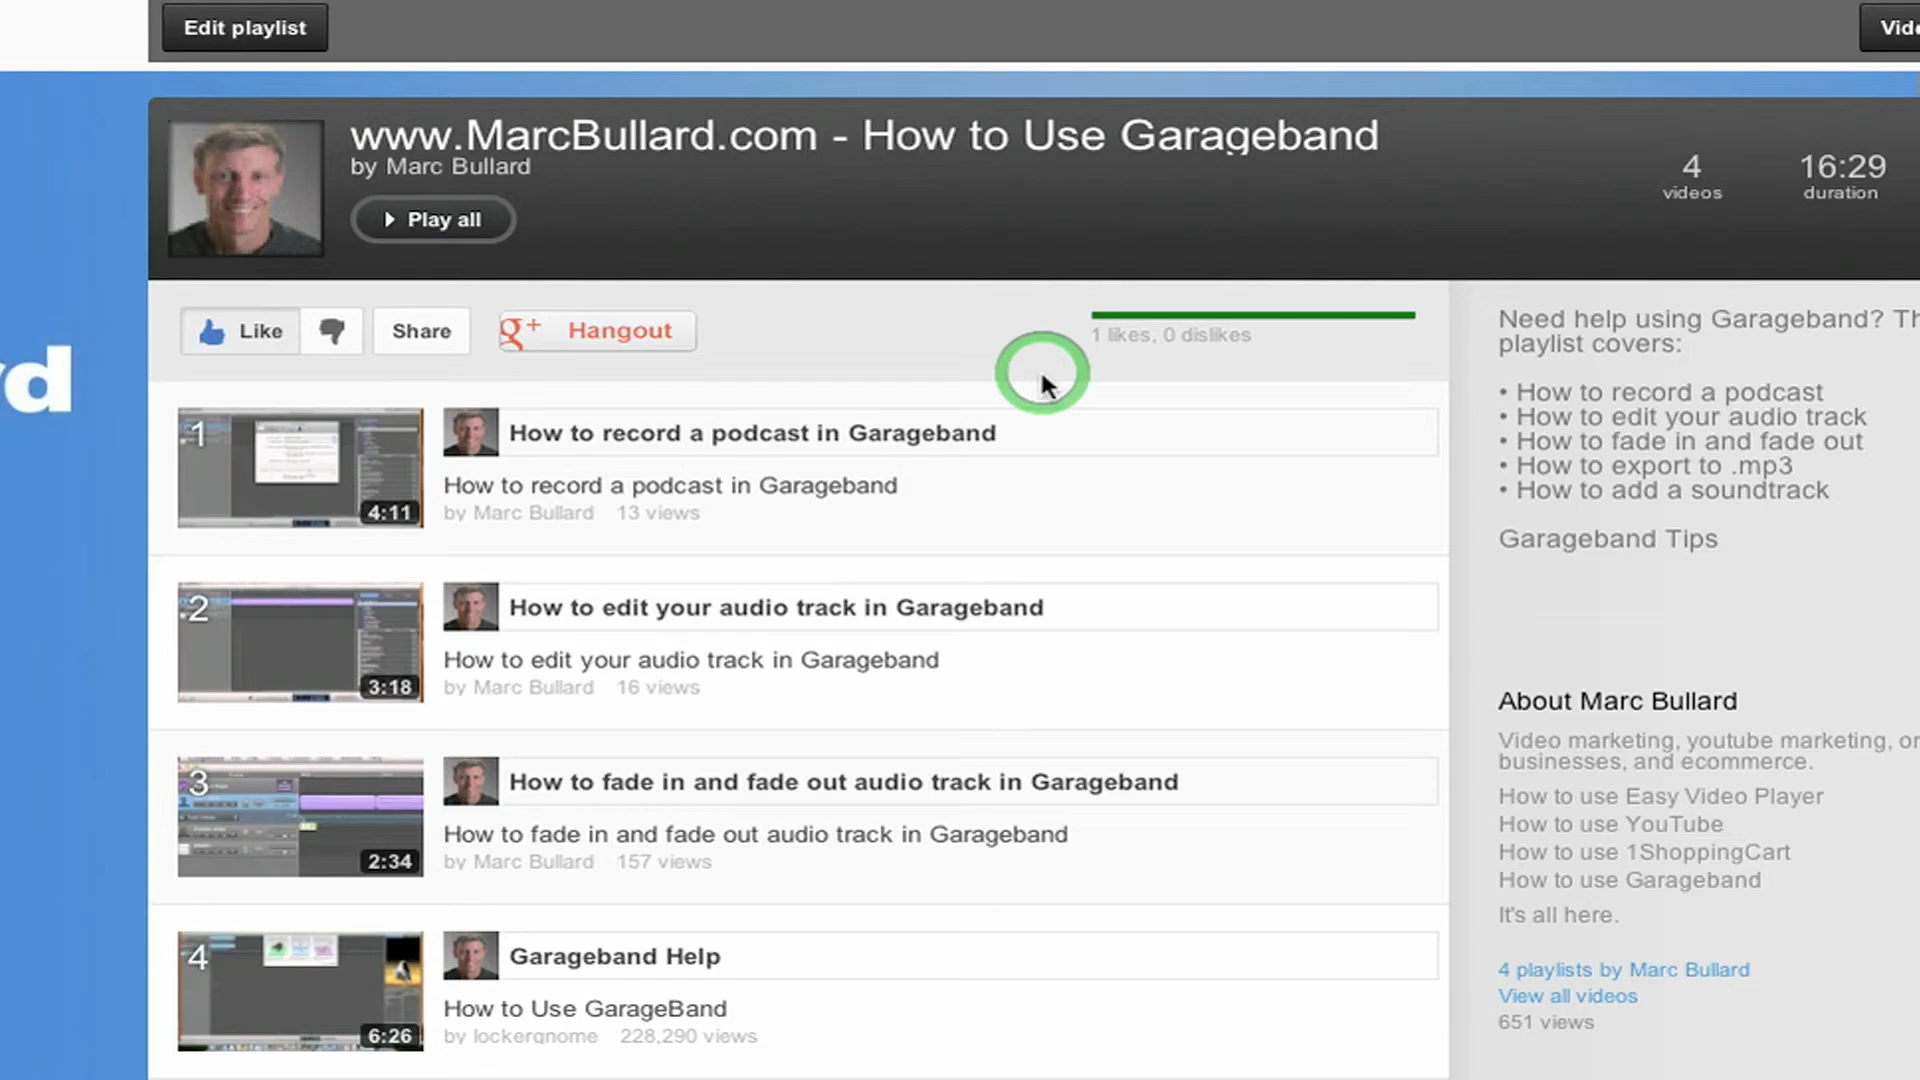 Edit playlist
rd
www.MarcBullard.com - How to Use Garageband
by Marc Bullard
Play all
4
videos
16:29
duration
Like
Share
g+ Hangout
1 likes, 0 dislikes
1
4:11
How to record a podcast in Garageband
How to record a podcast in Garageband
by Marc Bullard 13 views
2
3:18
How to edit your audio track in Garageband
How to edit your audio track in Garageband
by Marc Bullard 16 views
3
2:34
How to fade in and fade out audio track in Garageband
How to fade in and fade out audio track in Garageband
by Marc Bullard 157 views
4
6:26
Garageband Help
How to Use GarageBand
by lockergnome 228,290 views
Need help using Garageband?
playlist covers:
• How to record a podcast
• How to edit your audio track
• How to fade in and fade out
• How to export to .mp3
• How to add a soundtrack
Garageband Tips
About Marc Bullard
Video marketing, youtube marketing,
businesses, and ecommerce.
How to use Easy Video Player
How to use YouTube
How to use 1ShoppingCart
How to use Garageband
It's all here.
4 playlists by Marc Bullard
View all videos
651 views